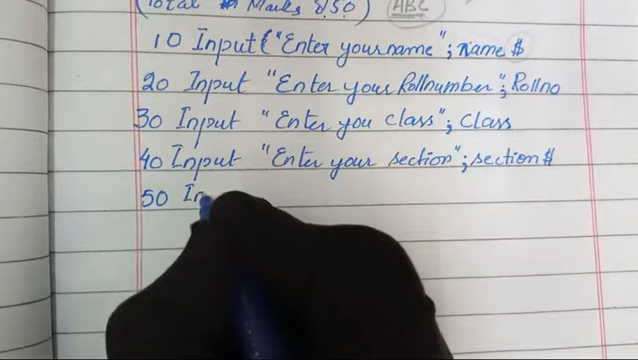 (Total Marks 850) ABC
10 Input ("Enter your name"; Name $
20 Input "Enter your Rollnumber"; Rollno
30 Input "Enter you class"; Class
40 Input "Enter your section"; section$
50 In